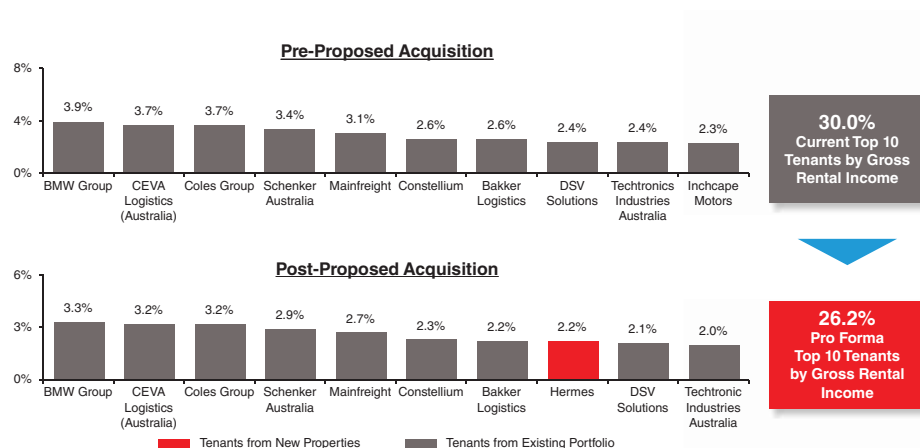 Pre-Proposed Acquisition
8%
4%
0%
3.9%
3.7%
3.7%
3.4%
3.1%
2.6%
2.6%
2.4%
2.4%
2.3%
BMW Group
CEVA
Logistics
(Australia)
Coles Group
Schenker
Australia
Mainfreight
Constellium
Bakker
Logistics
DSV
Solutions
Techtronics
Industries
Australia
Inchcape
Motors
30.0%
Current Top 10
Tenants by Gross
Rental Income
Post-Proposed Acquisition
6%
3%
0%
3.3%
3.2%
3.2%
2.9%
2.7%
2.3%
2.2%
2.2%
2.1%
2.0%
BMW Group
CEVA
Logistics
(Australia)
Coles Group
Schenker
Australia
Mainfreight
Constellium
Bakker
Logistics
Hermes
DSV
Solutions
Techtronic
Industries
Australia
26.2%
Pro Forma
Top 10 Tenants
by Gross Rental
Income
Tenants from New Properties
Tenants from Existing Portfolio